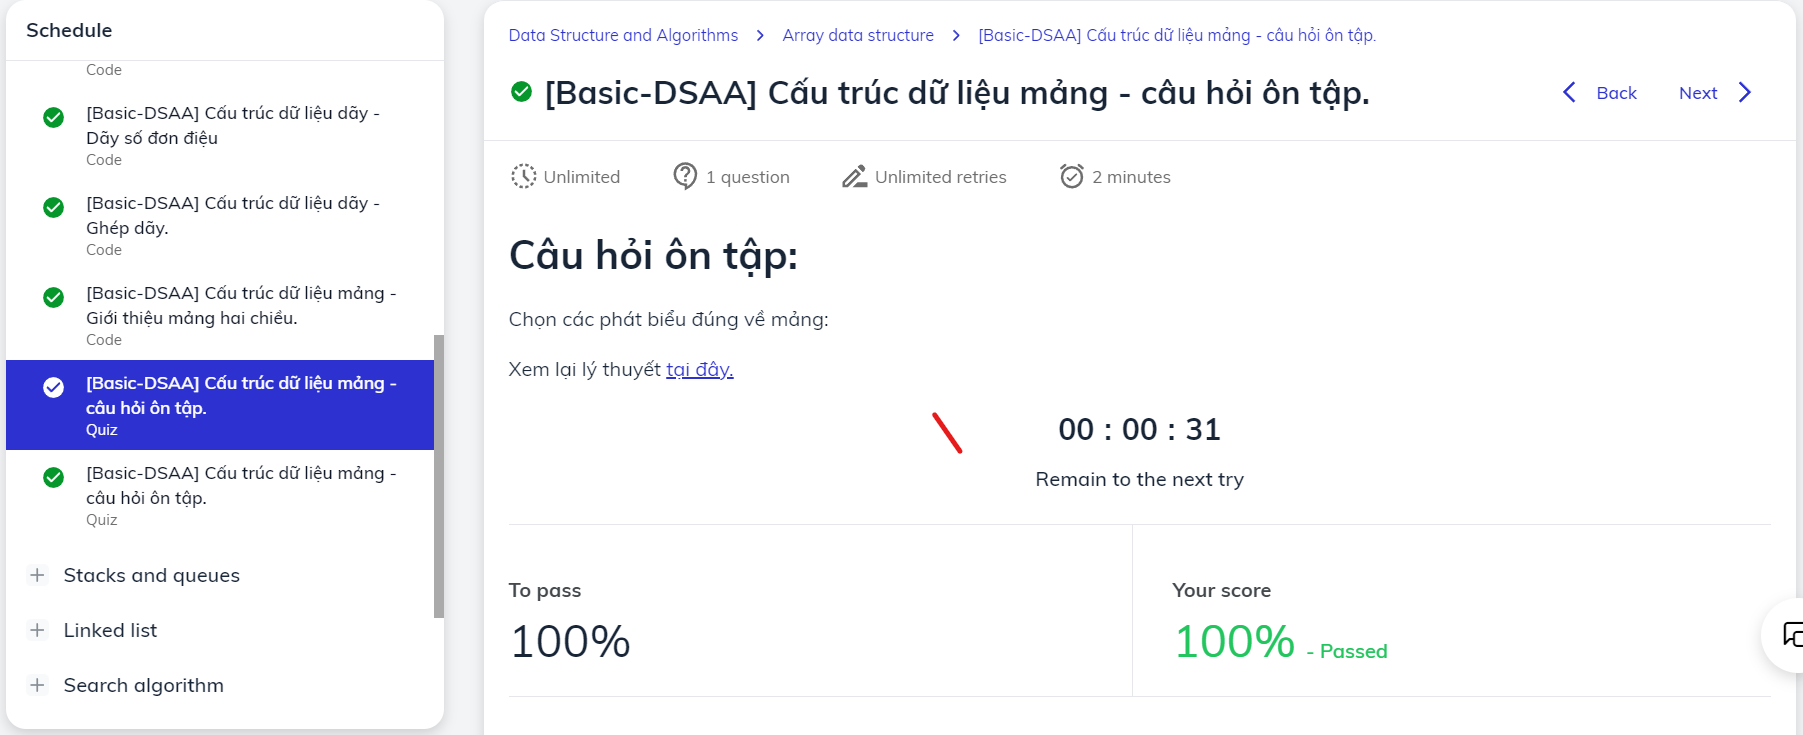 Schedule
Code
[Basic-DSAA] Cấu trúc dữ liệu dãy -
Dãy số đơn điệu
Code
[Basic-DSAA] Cấu trúc dữ liệu dãy -
Ghép dãy.
Code
[Basic-DSAA] Cấu trúc dữ liệu mảng -
Giới thiệu mảng hai chiều.
Code
[Basic-DSAA] Cấu trúc dữ liệu mảng -
câu hỏi ôn tập.
Quiz
[Basic-DSAA] Cấu trúc dữ liệu mảng -
câu hỏi ôn tập.
Quiz
Stacks and queues
Linked list
Search algorithm
Data Structure and Algorithms > Array data structure > [Basic-DSAA] Cấu trúc dữ liệu mảng - câu hỏi ôn tập.
[Basic-DSAA] Cấu trúc dữ liệu mảng - câu hỏi ôn tập.
Back Next
Unlimited 1 question Unlimited retries 2 minutes
Câu hỏi ôn tập:
Chọn các phát biểu đúng về mảng:
Xem lại lý thuyết tại đây.
00 : 00 : 31
Remain to the next try
To pass
100%
Your score
100% - Passed